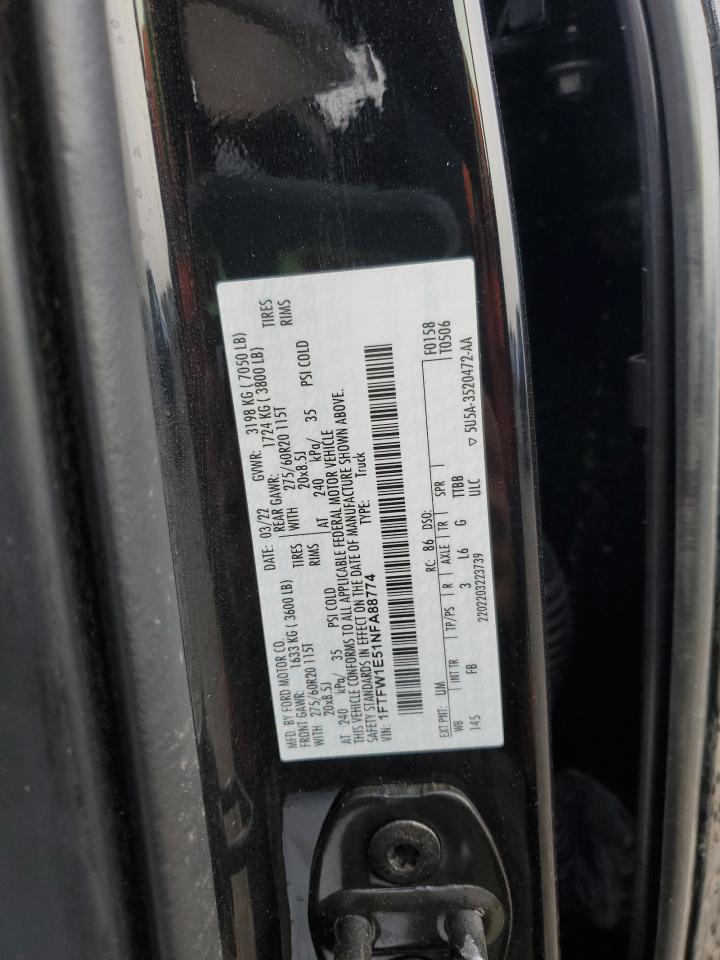 MFD. BY FORD MOTOR CO. DATE: 03/22 GVWR: 3198 KG ( 7050 LB)
FRONT GAWR: 1633 KG ( 3600 LB) REAR GAWR: 1724 KG ( 3800 LB)
WITH 275/60R20 115T TIRES WITH 275/60R20 115T TIRES
20x8.5J RIMS 20x8.5J RIMS
AT 240 kPa/ 35 PSI COLD AT 240 kPa/ 35 PSI COLD
THIS VEHICLE CONFORMS TO ALL APPLICABLE FEDERAL MOTOR VEHICLE
SAFETY STANDARDS IN EFFECT ON THE DATE OF MANUFACTURE SHOWN ABOVE.
VIN: 1FTFW1E51NFA88774 TYPE: Truck
F0158
T0506
EXT PNT: UM RC: 86 DSO:
WB INT TR TP/PS R AXLE TR SPR
145 FB 3 L6 G TTBB
2202203223739 ULC ▽ 5U5A-3520472-AA